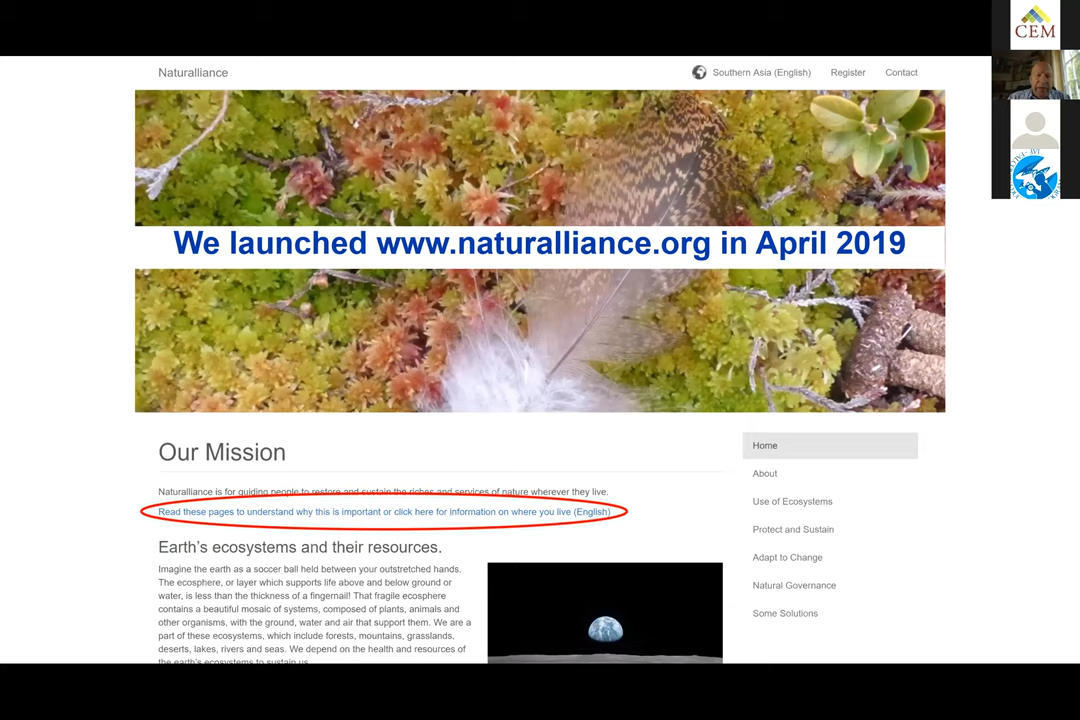 CEM
Naturalliance
Southern Asia (English)
Register
Contact
We launched www.naturalliance.org in April 2019
Our Mission
Naturalliance is for guiding people to restore and sustain the riches and services of nature wherever they live.
Read these pages to understand why this is important or click here for information on where you live (English)
Earth's ecosystems and their resources.
Imagine the earth as a soccer ball held between your outstretched hands.
The ecosphere, or layer which supports life above and below ground or
water, is less than the thickness of a fingernail! That fragile ecosphere
contains a beautiful mosaic of systems, composed of plants, animals and
other organisms, with the ground, water and air that support them. We are a
part of these ecosystems, which include forests, mountains, grasslands,
deserts, lakes, rivers and seas. We depend on the health and resources of
the earth's ecosystems to sustain us
Home
About
Use of Ecosystems
Protect and Sustain
Adapt to Change
Natural Governance
Some Solutions